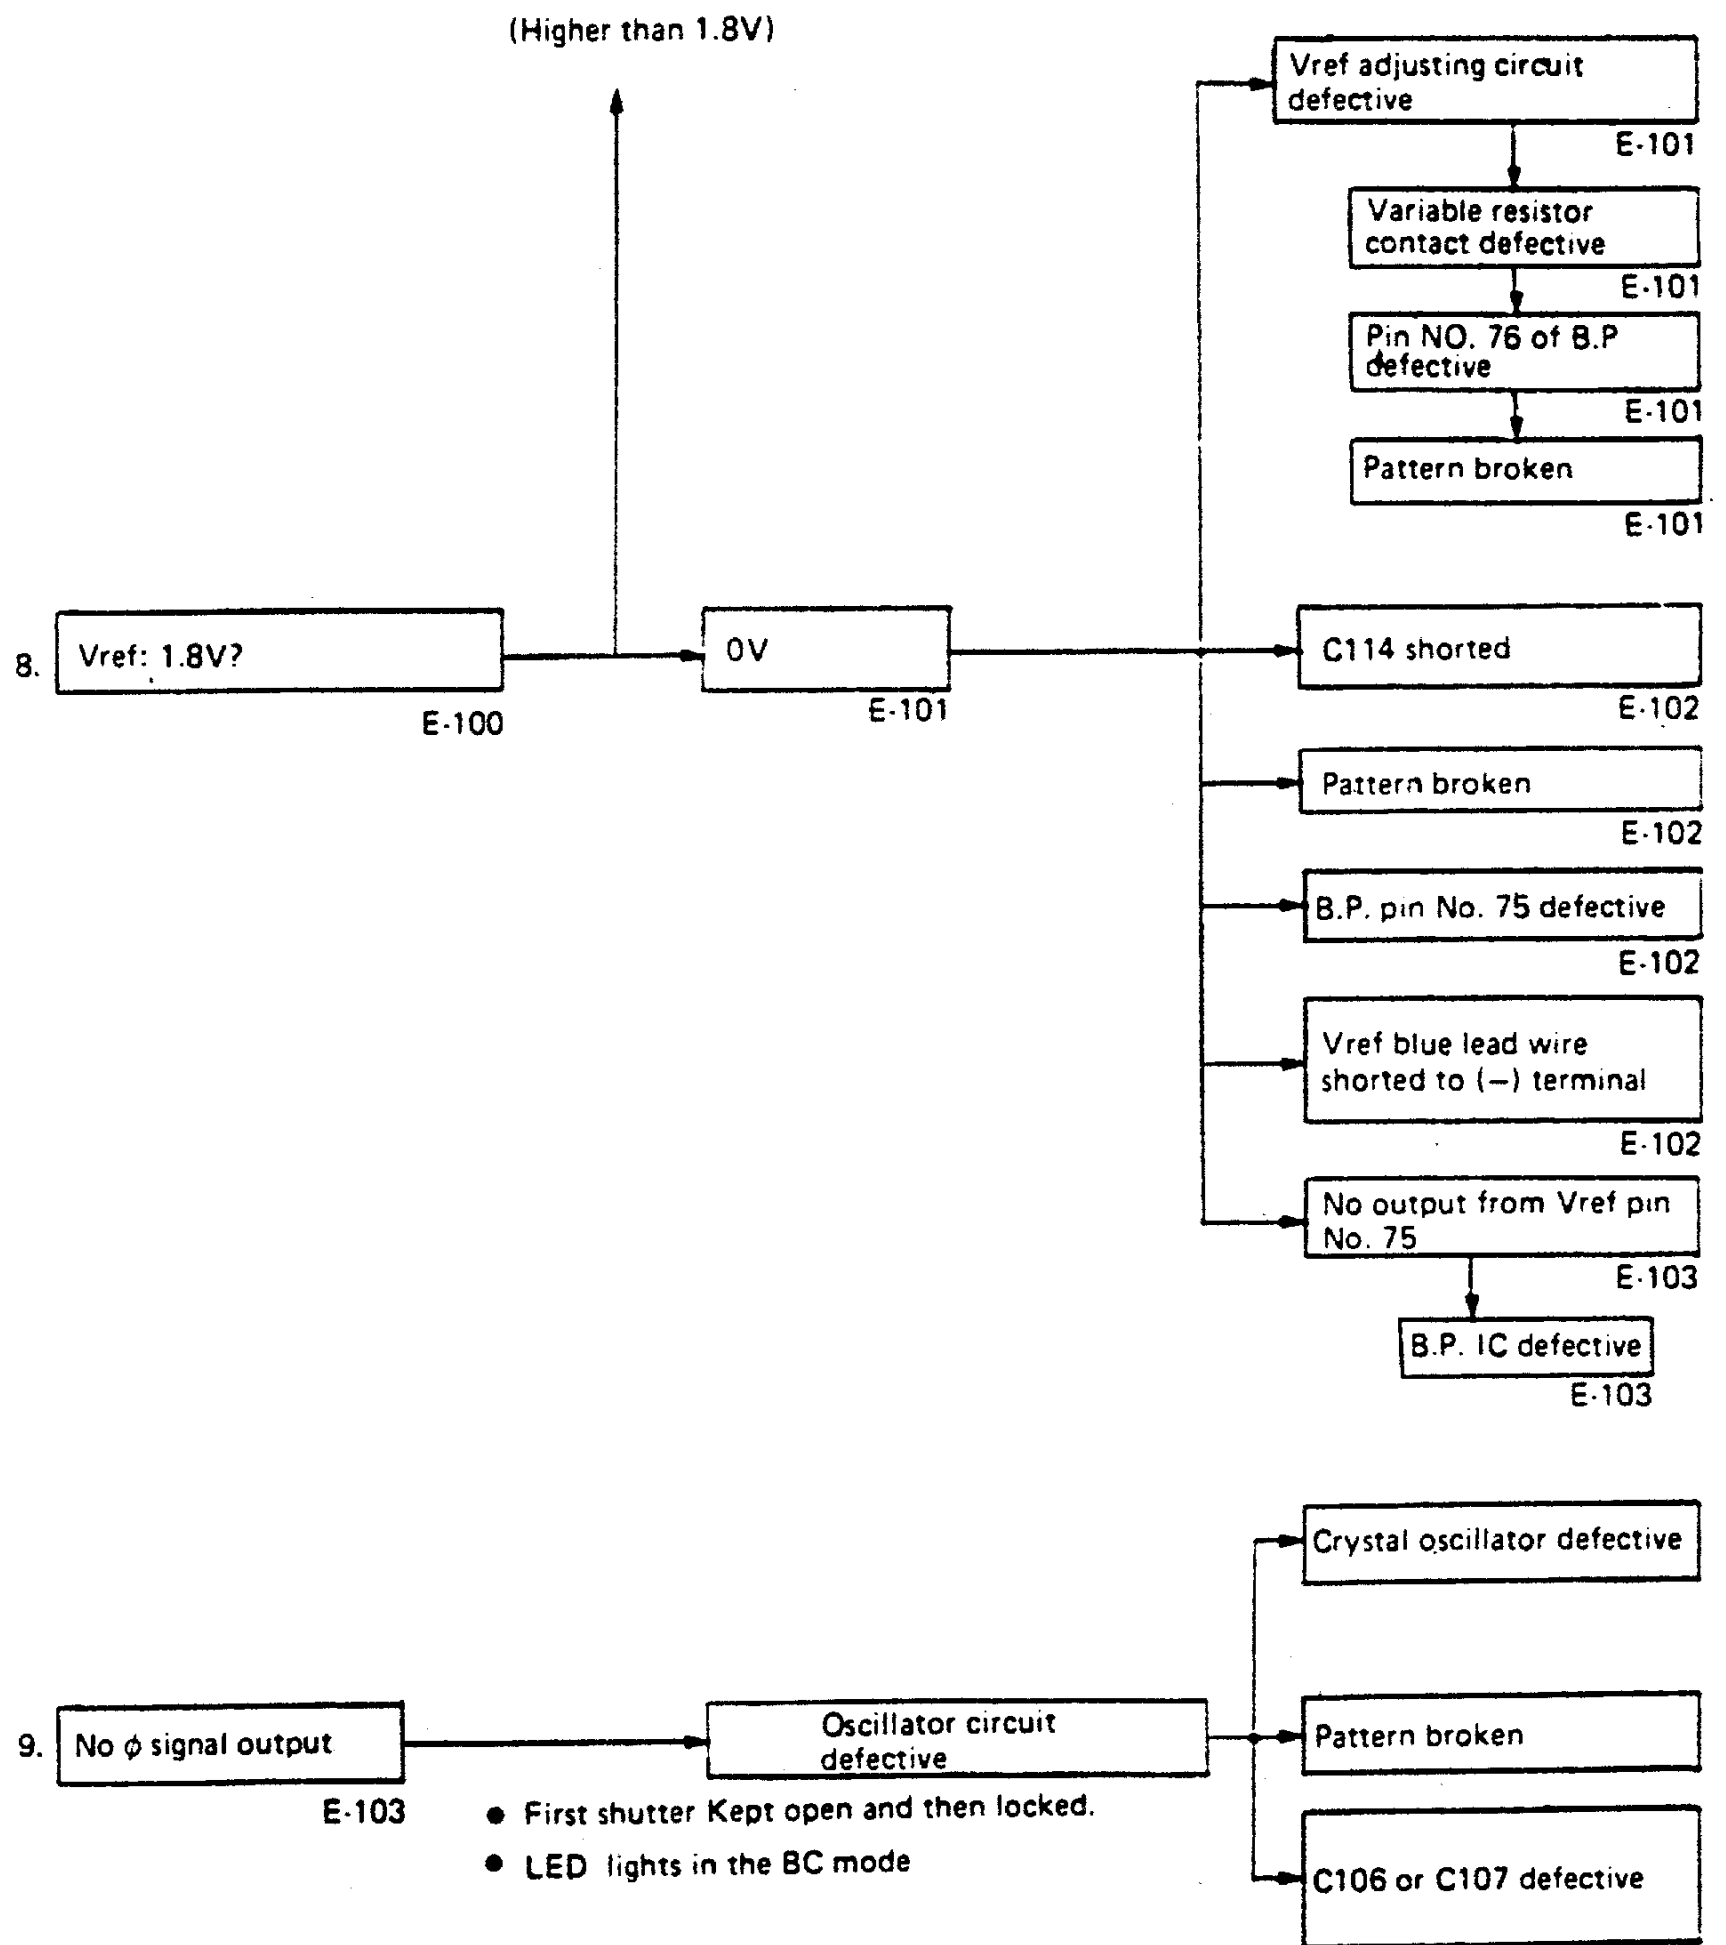 (Higher than 1.8V)
Vref adjusting circuit
defective
E-101
Variable resistor
contact defective
E-101
Pin NO. 76 of B.P
defective
E-101
Pattern broken
E-101
8.
Vref: 1.8V?
E-100
0V
E-101
C114 shorted
E-102
Pattern broken
E-102
B.P. pin No. 75 defective
E-102
Vref blue lead wire
shorted to (−) terminal
E-102
No output from Vref pin
No. 75
E-103
B.P. IC defective
E-103
9.
No ϕ signal output
E-103
Oscillator circuit
defective
● First shutter Kept open and then locked.
● LED lights in the BC mode
Crystal oscillator defective
Pattern broken
C106 or C107 defective